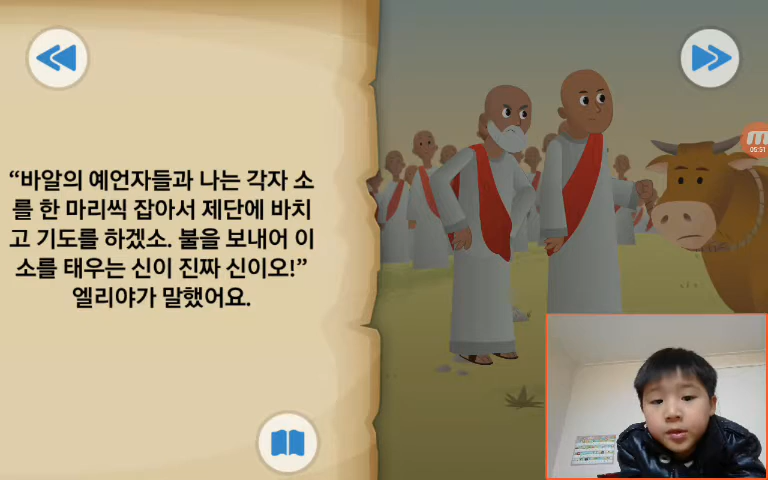 “바알의 예언자들과 나는 각자 소
를 한 마리씩 잡아서 제단에 바치
고 기도를 하겠소. 불을 보내어 이
소를 태우는 신이 진짜 신이오!”
엘리야가 말했어요.
05:51